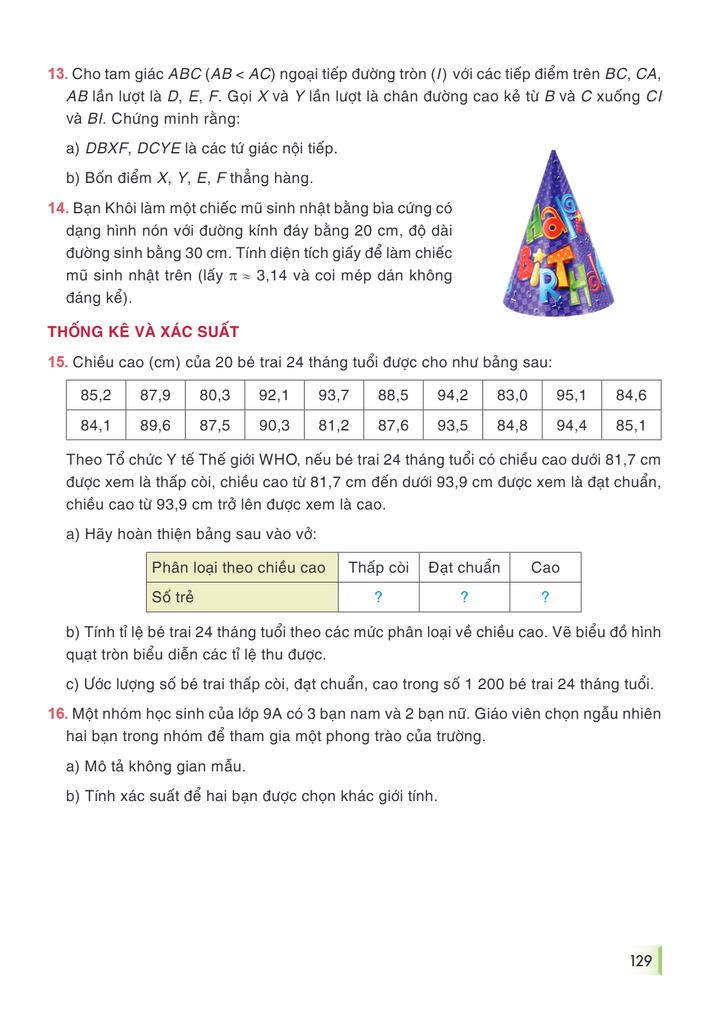 13. Cho tam giác ABC (AB < AC) ngoại tiếp đường tròn (I) với các tiếp điểm trên BC, CA,
AB lần lượt là D, E, F. Gọi X và Y lần lượt là chân đường cao kẻ từ B và C xuống CI
và BI. Chứng minh rằng:
a) DBXF, DCYE là các tứ giác nội tiếp.
b) Bốn điểm X, Y, E, F thẳng hàng.
14. Bạn Khôi làm một chiếc mũ sinh nhật bằng bìa cứng có
dạng hình nón với đường kính đáy bằng 20 cm, độ dài
đường sinh bằng 30 cm. Tính diện tích giấy để làm chiếc
mũ sinh nhật trên (lấy π ≈ 3,14 và coi mép dán không
đáng kể).
HAP
BiRTHda
THỐNG KÊ VÀ XÁC SUẤT
15. Chiều cao (cm) của 20 bé trai 24 tháng tuổi được cho như bảng sau:
85,2 87,9 80,3 92,1 93,7 88,5 94,2 83,0 95,1 84,6
84,1 89,6 87,5 90,3 81,2 87,6 93,5 84,8 94,4 85,1
Theo Tổ chức Y tế Thế giới WHO, nếu bé trai 24 tháng tuổi có chiều cao dưới 81,7 cm
được xem là thấp còi, chiều cao từ 81,7 cm đến dưới 93,9 cm được xem là đạt chuẩn,
chiều cao từ 93,9 cm trở lên được xem là cao.
a) Hãy hoàn thiện bảng sau vào vở:
Phân loại theo chiều cao Thấp còi Đạt chuẩn Cao
Số trẻ ? ? ?
b) Tính tỉ lệ bé trai 24 tháng tuổi theo các mức phân loại về chiều cao. Vẽ biểu đồ hình
quạt tròn biểu diễn các tỉ lệ thu được.
c) Ước lượng số bé trai thấp còi, đạt chuẩn, cao trong số 1 200 bé trai 24 tháng tuổi.
16. Một nhóm học sinh của lớp 9A có 3 bạn nam và 2 bạn nữ. Giáo viên chọn ngẫu nhiên
hai bạn trong nhóm để tham gia một phong trào của trường.
a) Mô tả không gian mẫu.
b) Tính xác suất để hai bạn được chọn khác giới tính.
129